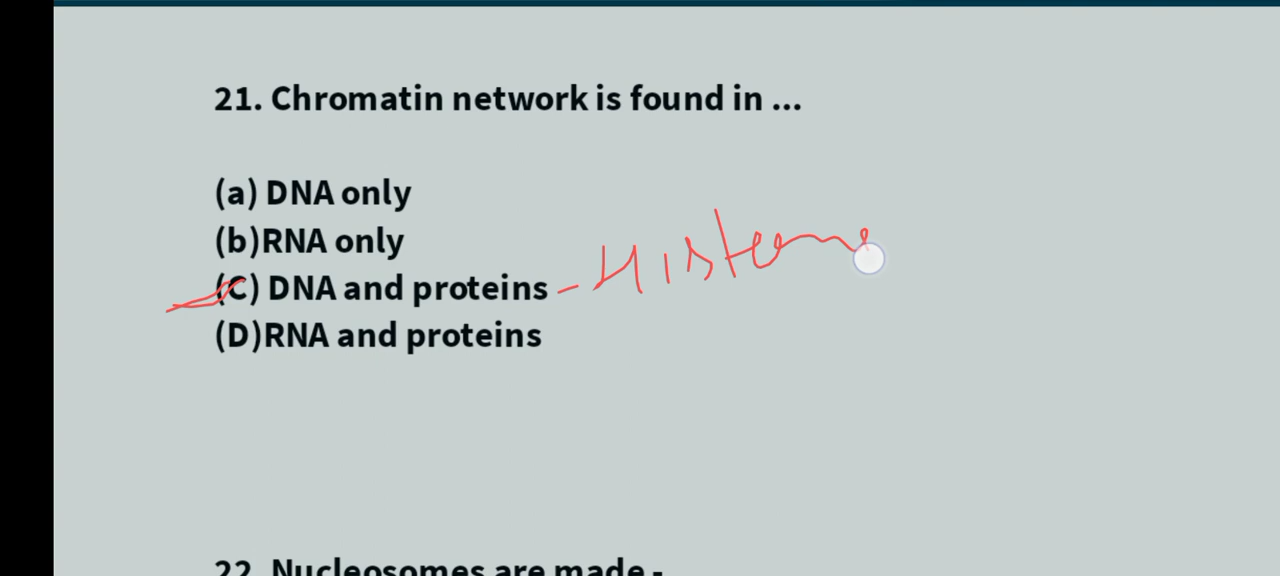 21. Chromatin network is found in ...
(a) DNA only
(b)RNA only
(C) DNA and proteins -
(D)RNA and proteins
22. Nucleosomes are made -